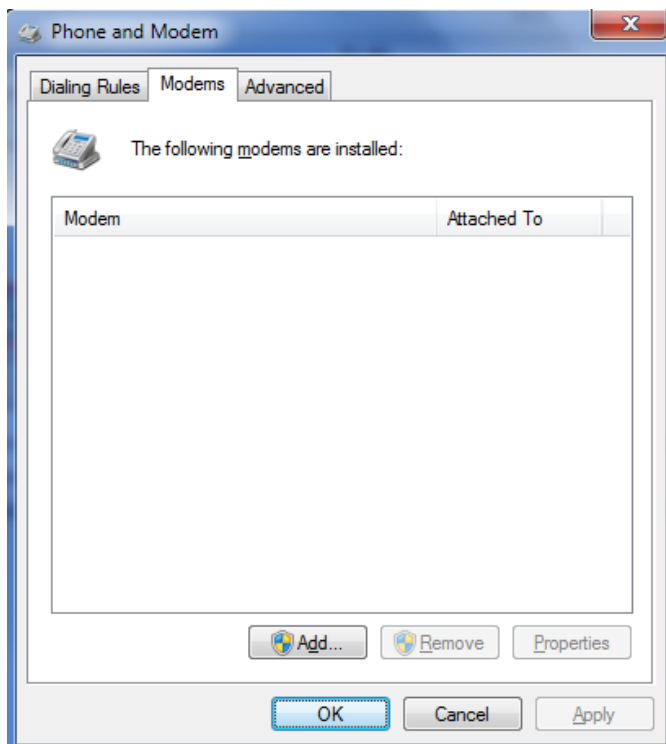 Phone and Modem
Dialing Rules Modems Advanced
The following modems are installed:
Modem Attached To
Add... Remove Properties
OK Cancel Apply